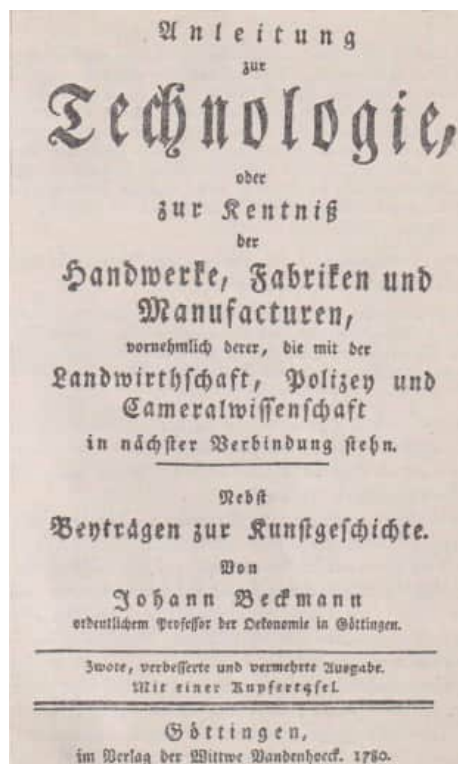 Anleitung
zur
Technologie,
oder
zur Kentniß
der
Handwerke, Fabriken und
Manufacturen,
vornehmlich derer, die mit der
Landwirthschaft, Polizey und
Cameralwissenschaft
in nächster Verbindung stehn.
Nebst
Beyträgen zur Kunstgeschichte.
Von
Johann Beckmann
ordentlichem Professor der Oekonomie in Göttingen.
Zwote, verbesserte und vermehrte Ausgabe.
Mit einer Kupfertafel.
Göttingen,
im Verlag der Wittwe Vandenhoeck. 1780.